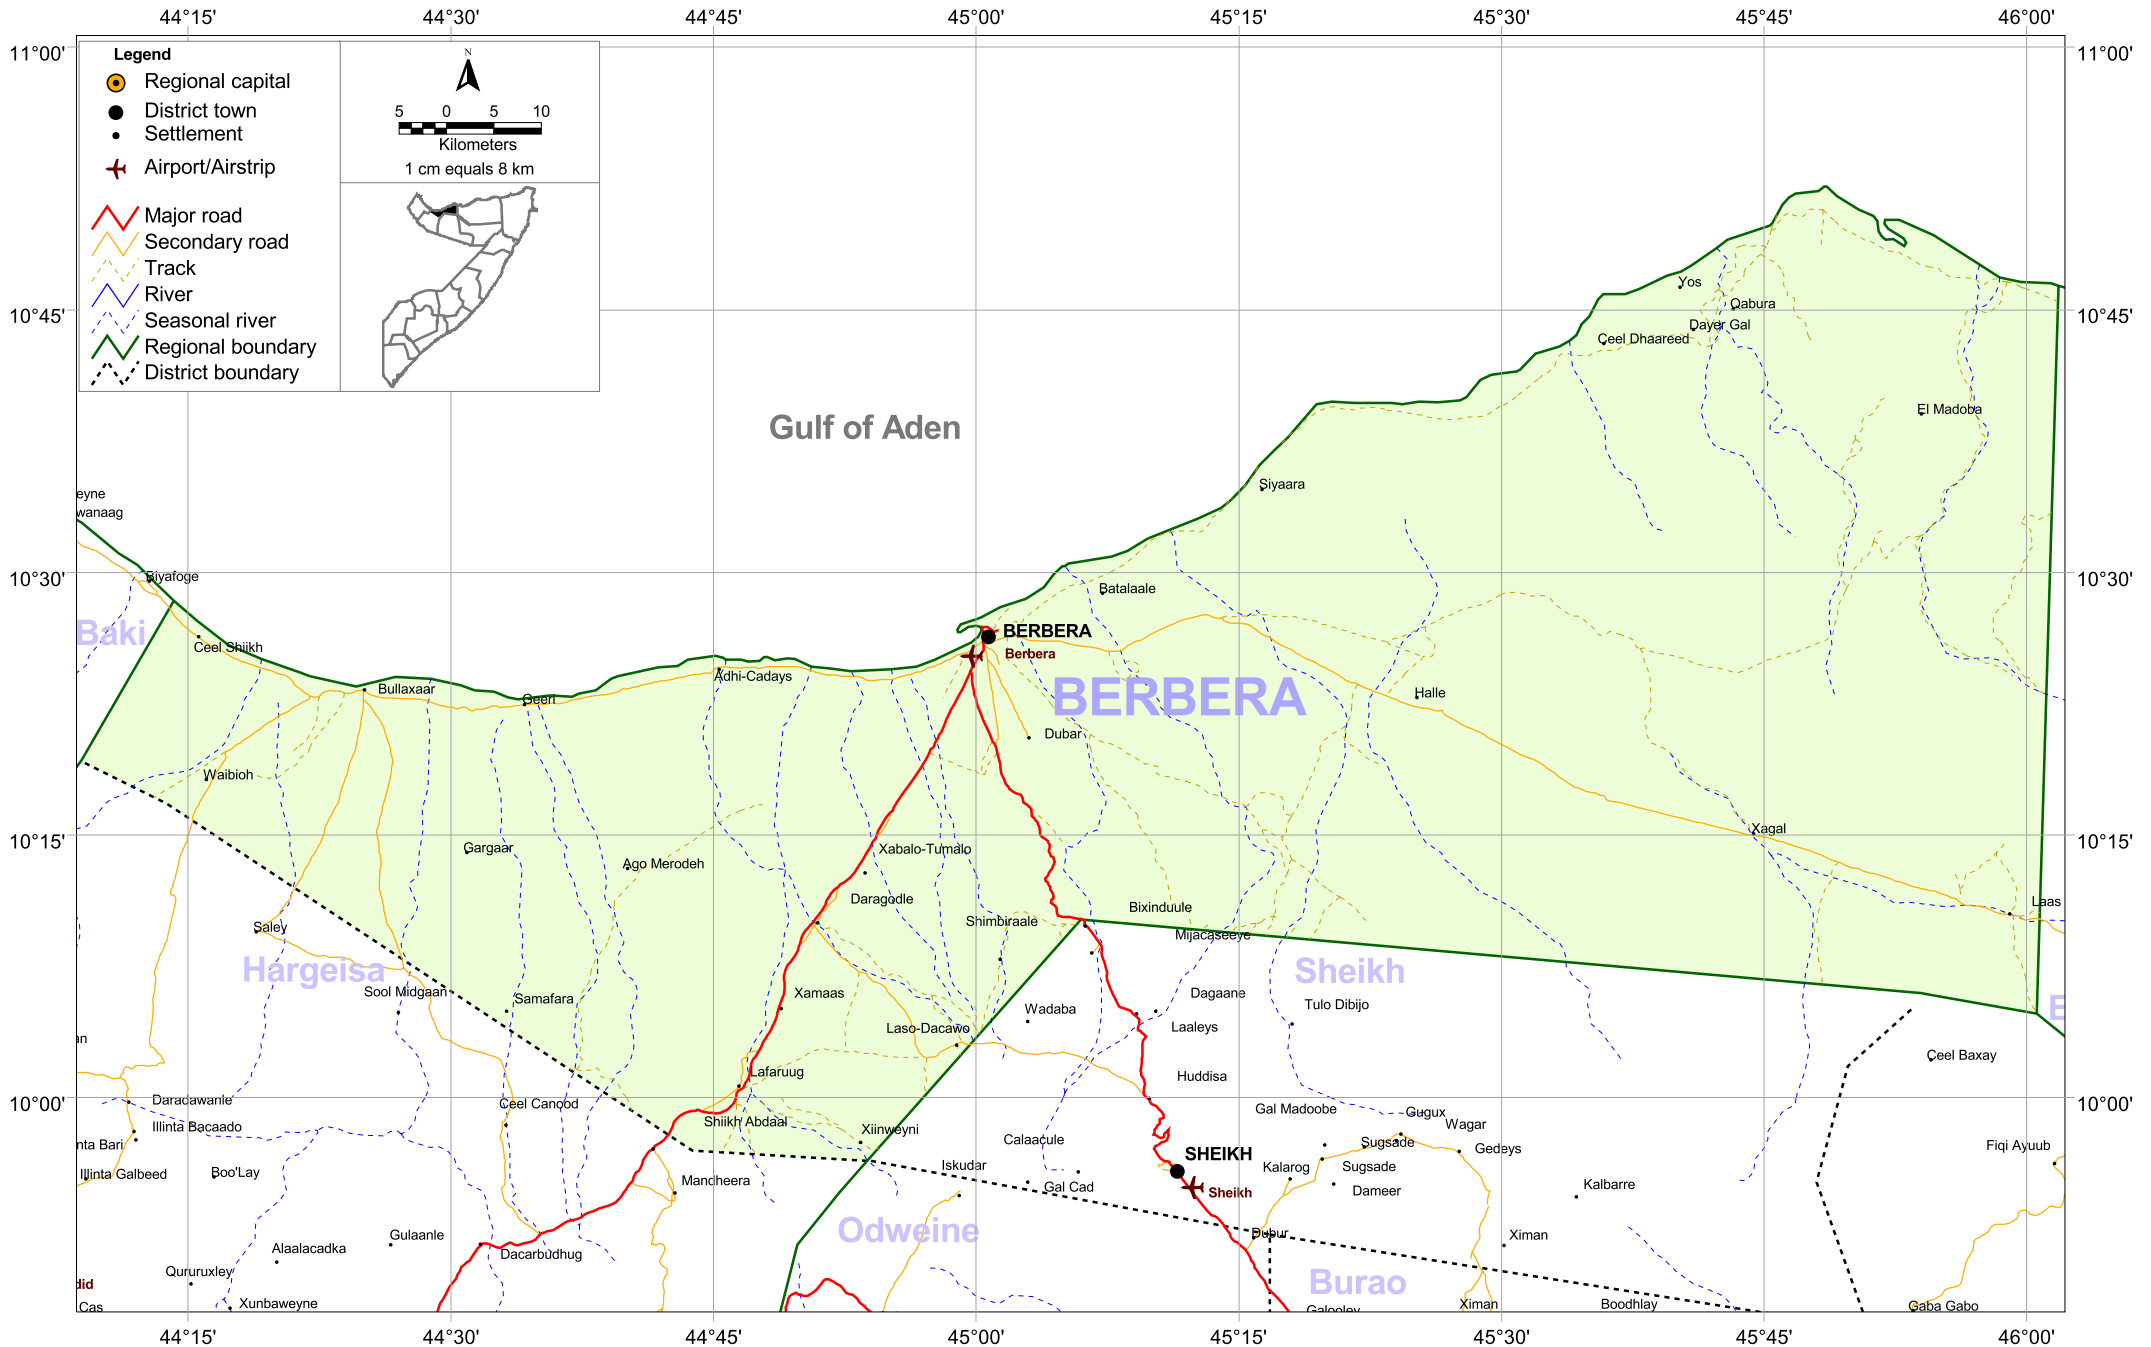 44°15'
44°30'
44°45'
45°00'
45°15'
45°30'
45°45'
46°00'
11°00'
11°00'
Legend
Regional capital
District town
Settlement
Airport/Airstrip
Major road
Secondary road
Track
River
Seasonal river
Regional boundary
District boundary
N
5 0 5 10
Kilometers
1 cm equals 8 km
Yos
Qabura
10°45'
10°45'
Dayer Gal
Ceel Dhaareed
El Madoba
Gulf of Aden
Siyaara
eyne
wanaag
10°30'
10°30'
Biyafoge
Batalaale
Baki
BERBERA
Ceel Shiikh
Berbera
Adhi-Cadays
Bullaxaar
BERBERA
Halle
Geeri
Dubar
Waibioh
Xagal
10°15'
10°15'
Gargaar
Xabalo-Tumalo
Ago Merodeh
Daragodle
Bixinduule
Laas
Shimbiraale
Saley
Mijacaseeye
Hargeisa
Sheikh
Sool Midgaan
Samafara
Xamaas
Dagaane
Wadaba
Tulo Dibijo
E
Laso-Dacawo
Laaleys
an
Ceel Baxay
Lafaruug
Huddisa
10°00'
10°00'
Daradawanle
Ceel Canood
Gal Madoobe
Gugux
Shiikh Abdaal
Wagar
Illinta Bacaado
Xiinweyni
Calaacule
nta Bari
Sugsade
Gedeys
Fiqi Ayuub
SHEIKH
Iskudar
Kalarog
Sugsade
Illinta Galbeed
Boo'Lay
Mandheera
Gal Cad
Sheikh
Dameer
Kalbarre
Odweine
Gulaanle
Dubur
Ximan
Alaalacadka
Dacarbudhug
Qururuxley
Burao
did
Cas
Xunbaweyne
Galooley
Ximan
Boodhlay
Gaba Gabo
44°15'
44°30'
44°45'
45°00'
45°15'
45°30'
45°45'
46°00'